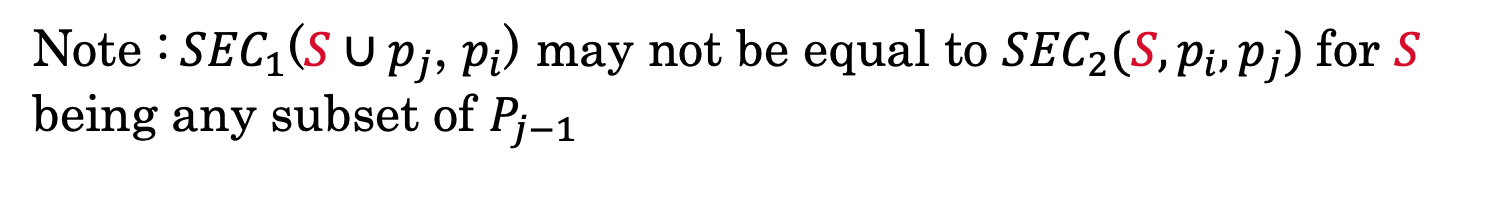 Note : SEC₁(S ∪ pⱼ, pᵢ) may not be equal to SEC₂(S, pᵢ, pⱼ) for S
being any subset of Pⱼ₋₁